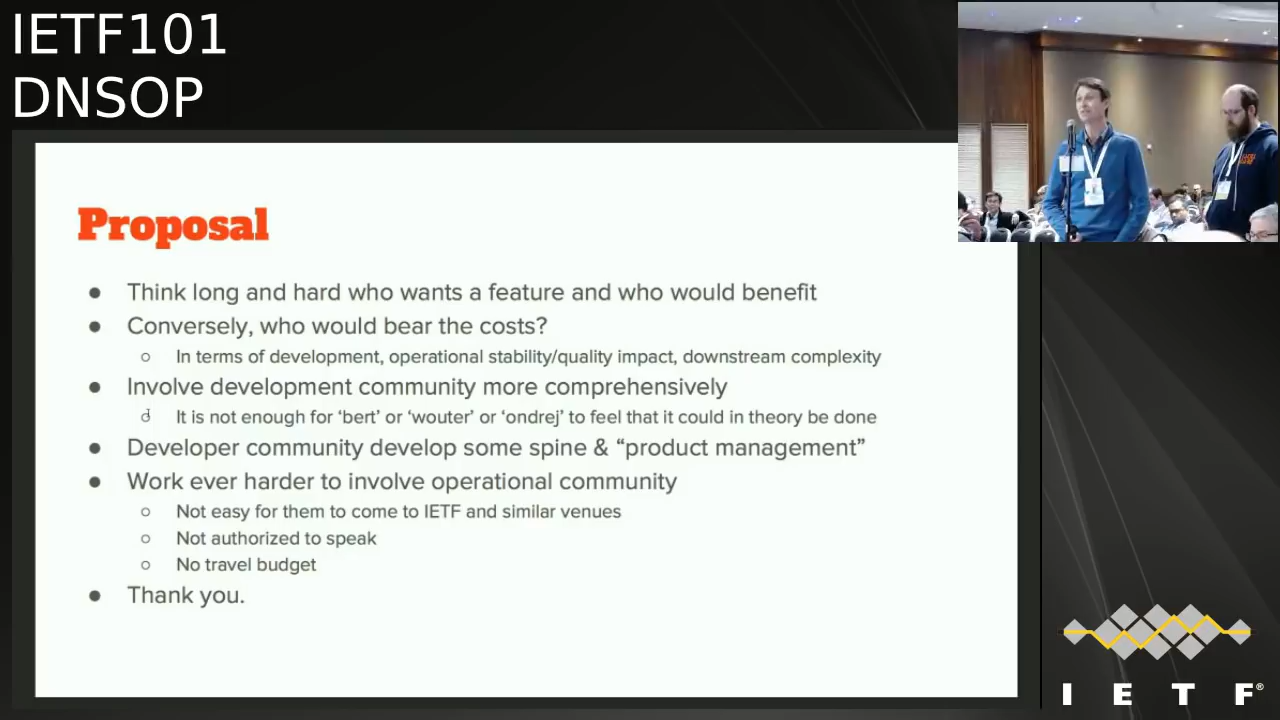 IETF101
DNSOP
Proposal
● Think long and hard who wants a feature and who would benefit
● Conversely, who would bear the costs?
○ In terms of development, operational stability/quality impact, downstream complexity
● Involve development community more comprehensively
○ It is not enough for ‘bert’ or ‘wouter’ or ‘ondrej’ to feel that it could in theory be done
● Developer community develop some spine & “product management”
● Work ever harder to involve operational community
○ Not easy for them to come to IETF and similar venues
○ Not authorized to speak
○ No travel budget
● Thank you.
I E T F®